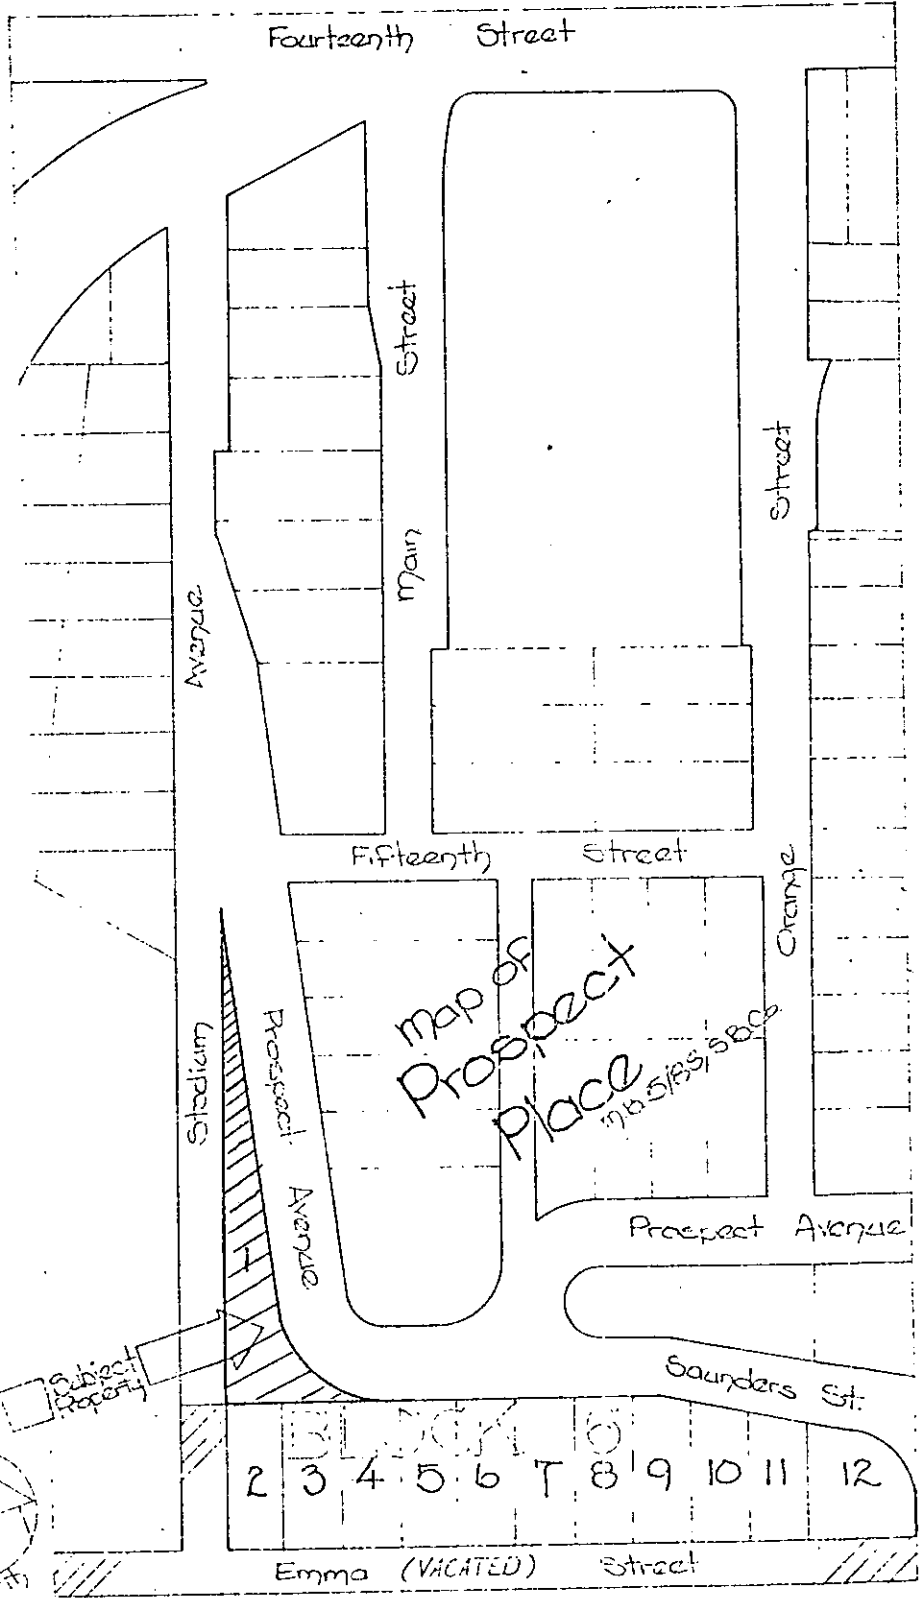 Fourteenth Street
Street
Main
Street
Avenue
Fifteenth Street
Orange
Map of
Prospect
Place
Stadium
Prospect Avenue
Prospect Avenue
Subject
Property
Saunders St.
BLOCK 8
2 3 4 5 6 7 8 9 10 11 12
Emma (VACATED) Street